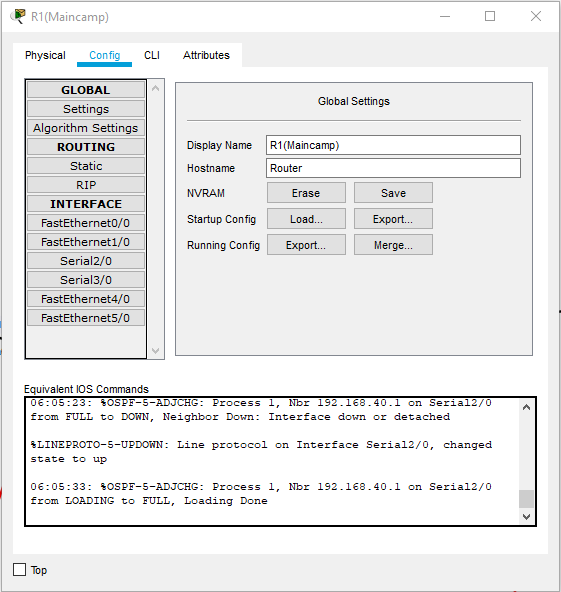 R1(Maincamp)
Physical Config CLI Attributes
GLOBAL
Settings
Algorithm Settings
ROUTING
Static
RIP
INTERFACE
FastEthernet0/0
FastEthernet1/0
Serial2/0
Serial3/0
FastEthernet4/0
FastEthernet5/0
Global Settings
Display Name R1(Maincamp)
Hostname Router
NVRAM Erase Save
Startup Config Load... Export...
Running Config Export... Merge...
Equivalent IOS Commands
06:05:23: %OSPF-5-ADJCHG: Process 1, Nbr 192.168.40.1 on Serial2/0
from FULL to DOWN, Neighbor Down: Interface down or detached
%LINEPROTO-5-UPDOWN: Line protocol on Interface Serial2/0, changed
state to up
06:05:33: %OSPF-5-ADJCHG: Process 1, Nbr 192.168.40.1 on Serial2/0
from LOADING to FULL, Loading Done
Top